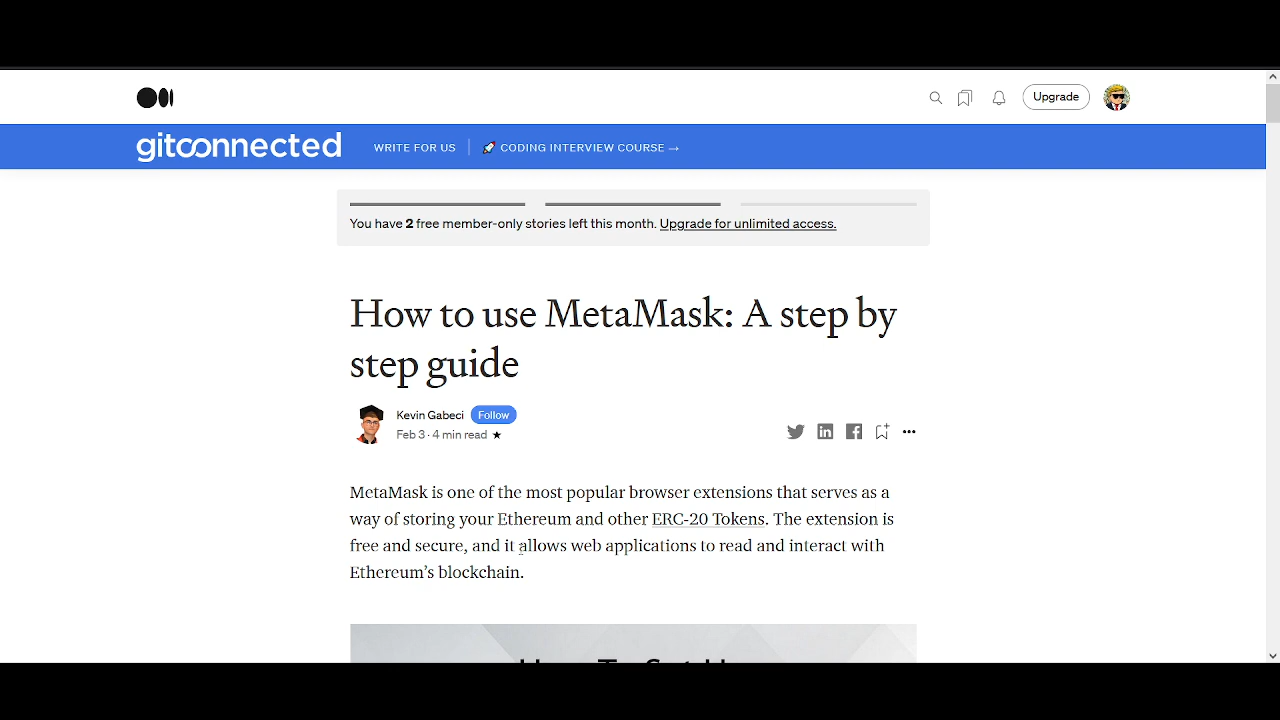 Upgrade
gitconnected
WRITE FOR US
🚀 CODING INTERVIEW COURSE →
You have 2 free member-only stories left this month. Upgrade for unlimited access.
How to use MetaMask: A step by
step guide
Kevin Gabeci Follow
Feb 3 · 4 min read ★
MetaMask is one of the most popular browser extensions that serves as a
way of storing your Ethereum and other ERC-20 Tokens. The extension is
free and secure, and it allows web applications to read and interact with
Ethereum's blockchain.